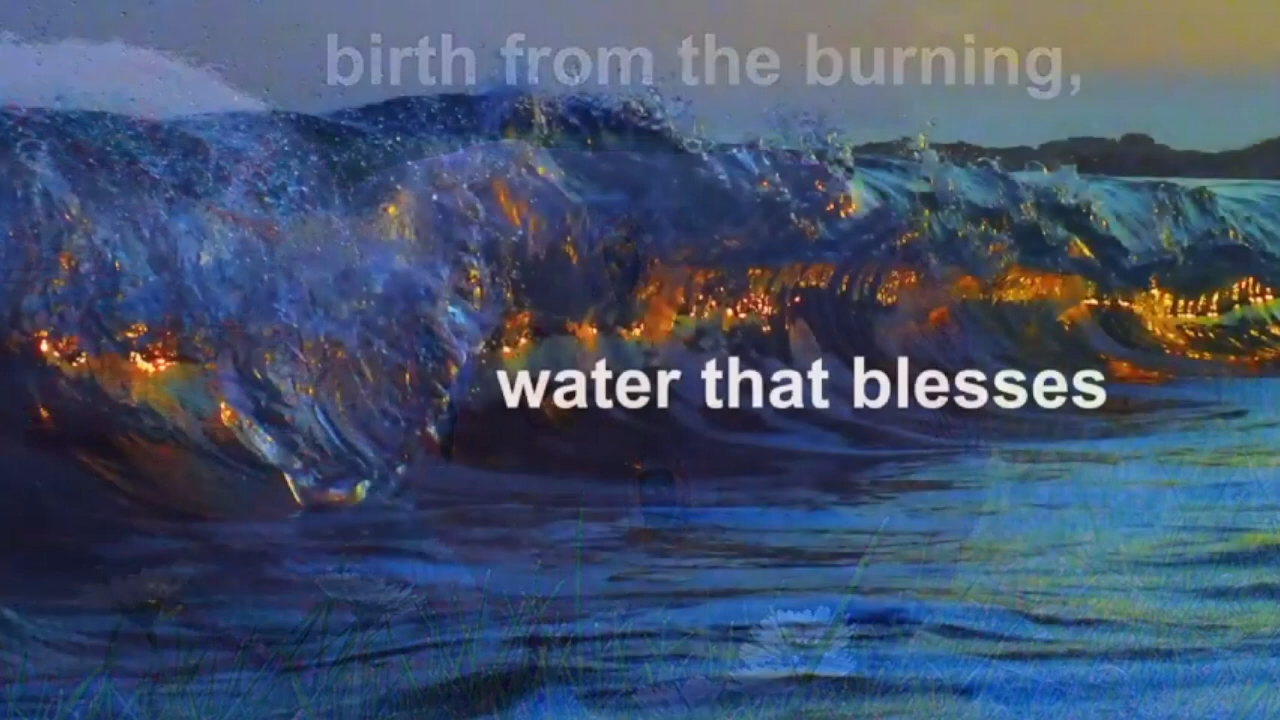 birth from the burning,
water that blesses